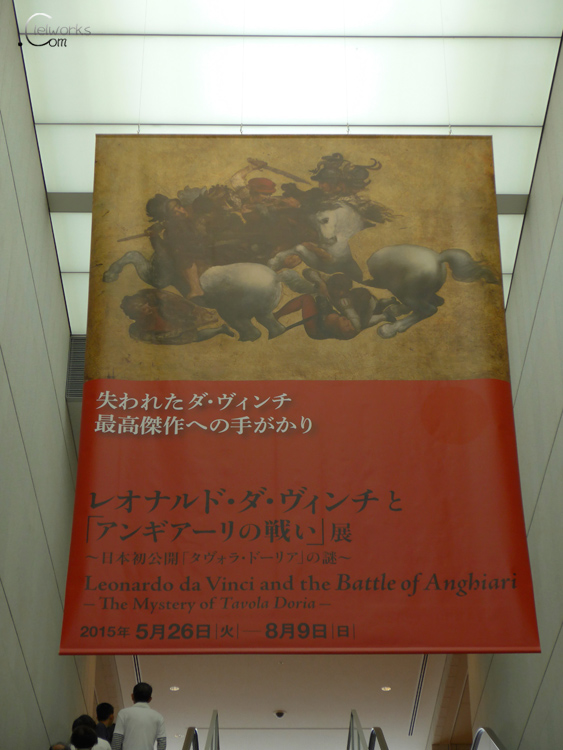 Cieiworks
.Com
失われたダ・ヴィンチ
最高傑作への手がかり
レオナルド・ダ・ヴィンチと
「アンギアーリの戦い」展
～日本初公開「タヴォラ・ドーリア」の謎～
Leonardo da Vinci and the Battle of Anghiari
– The Mystery of Tavola Doria –
2015年 5月26日|火|—8月9日|日|